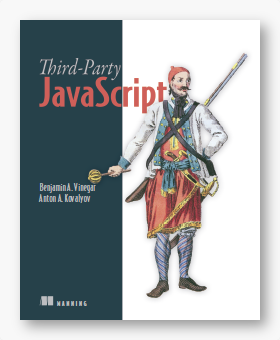 Third-Party
JavaScript
Benjamin A. Vinegar
Anton A. Kovalyov
MANNING